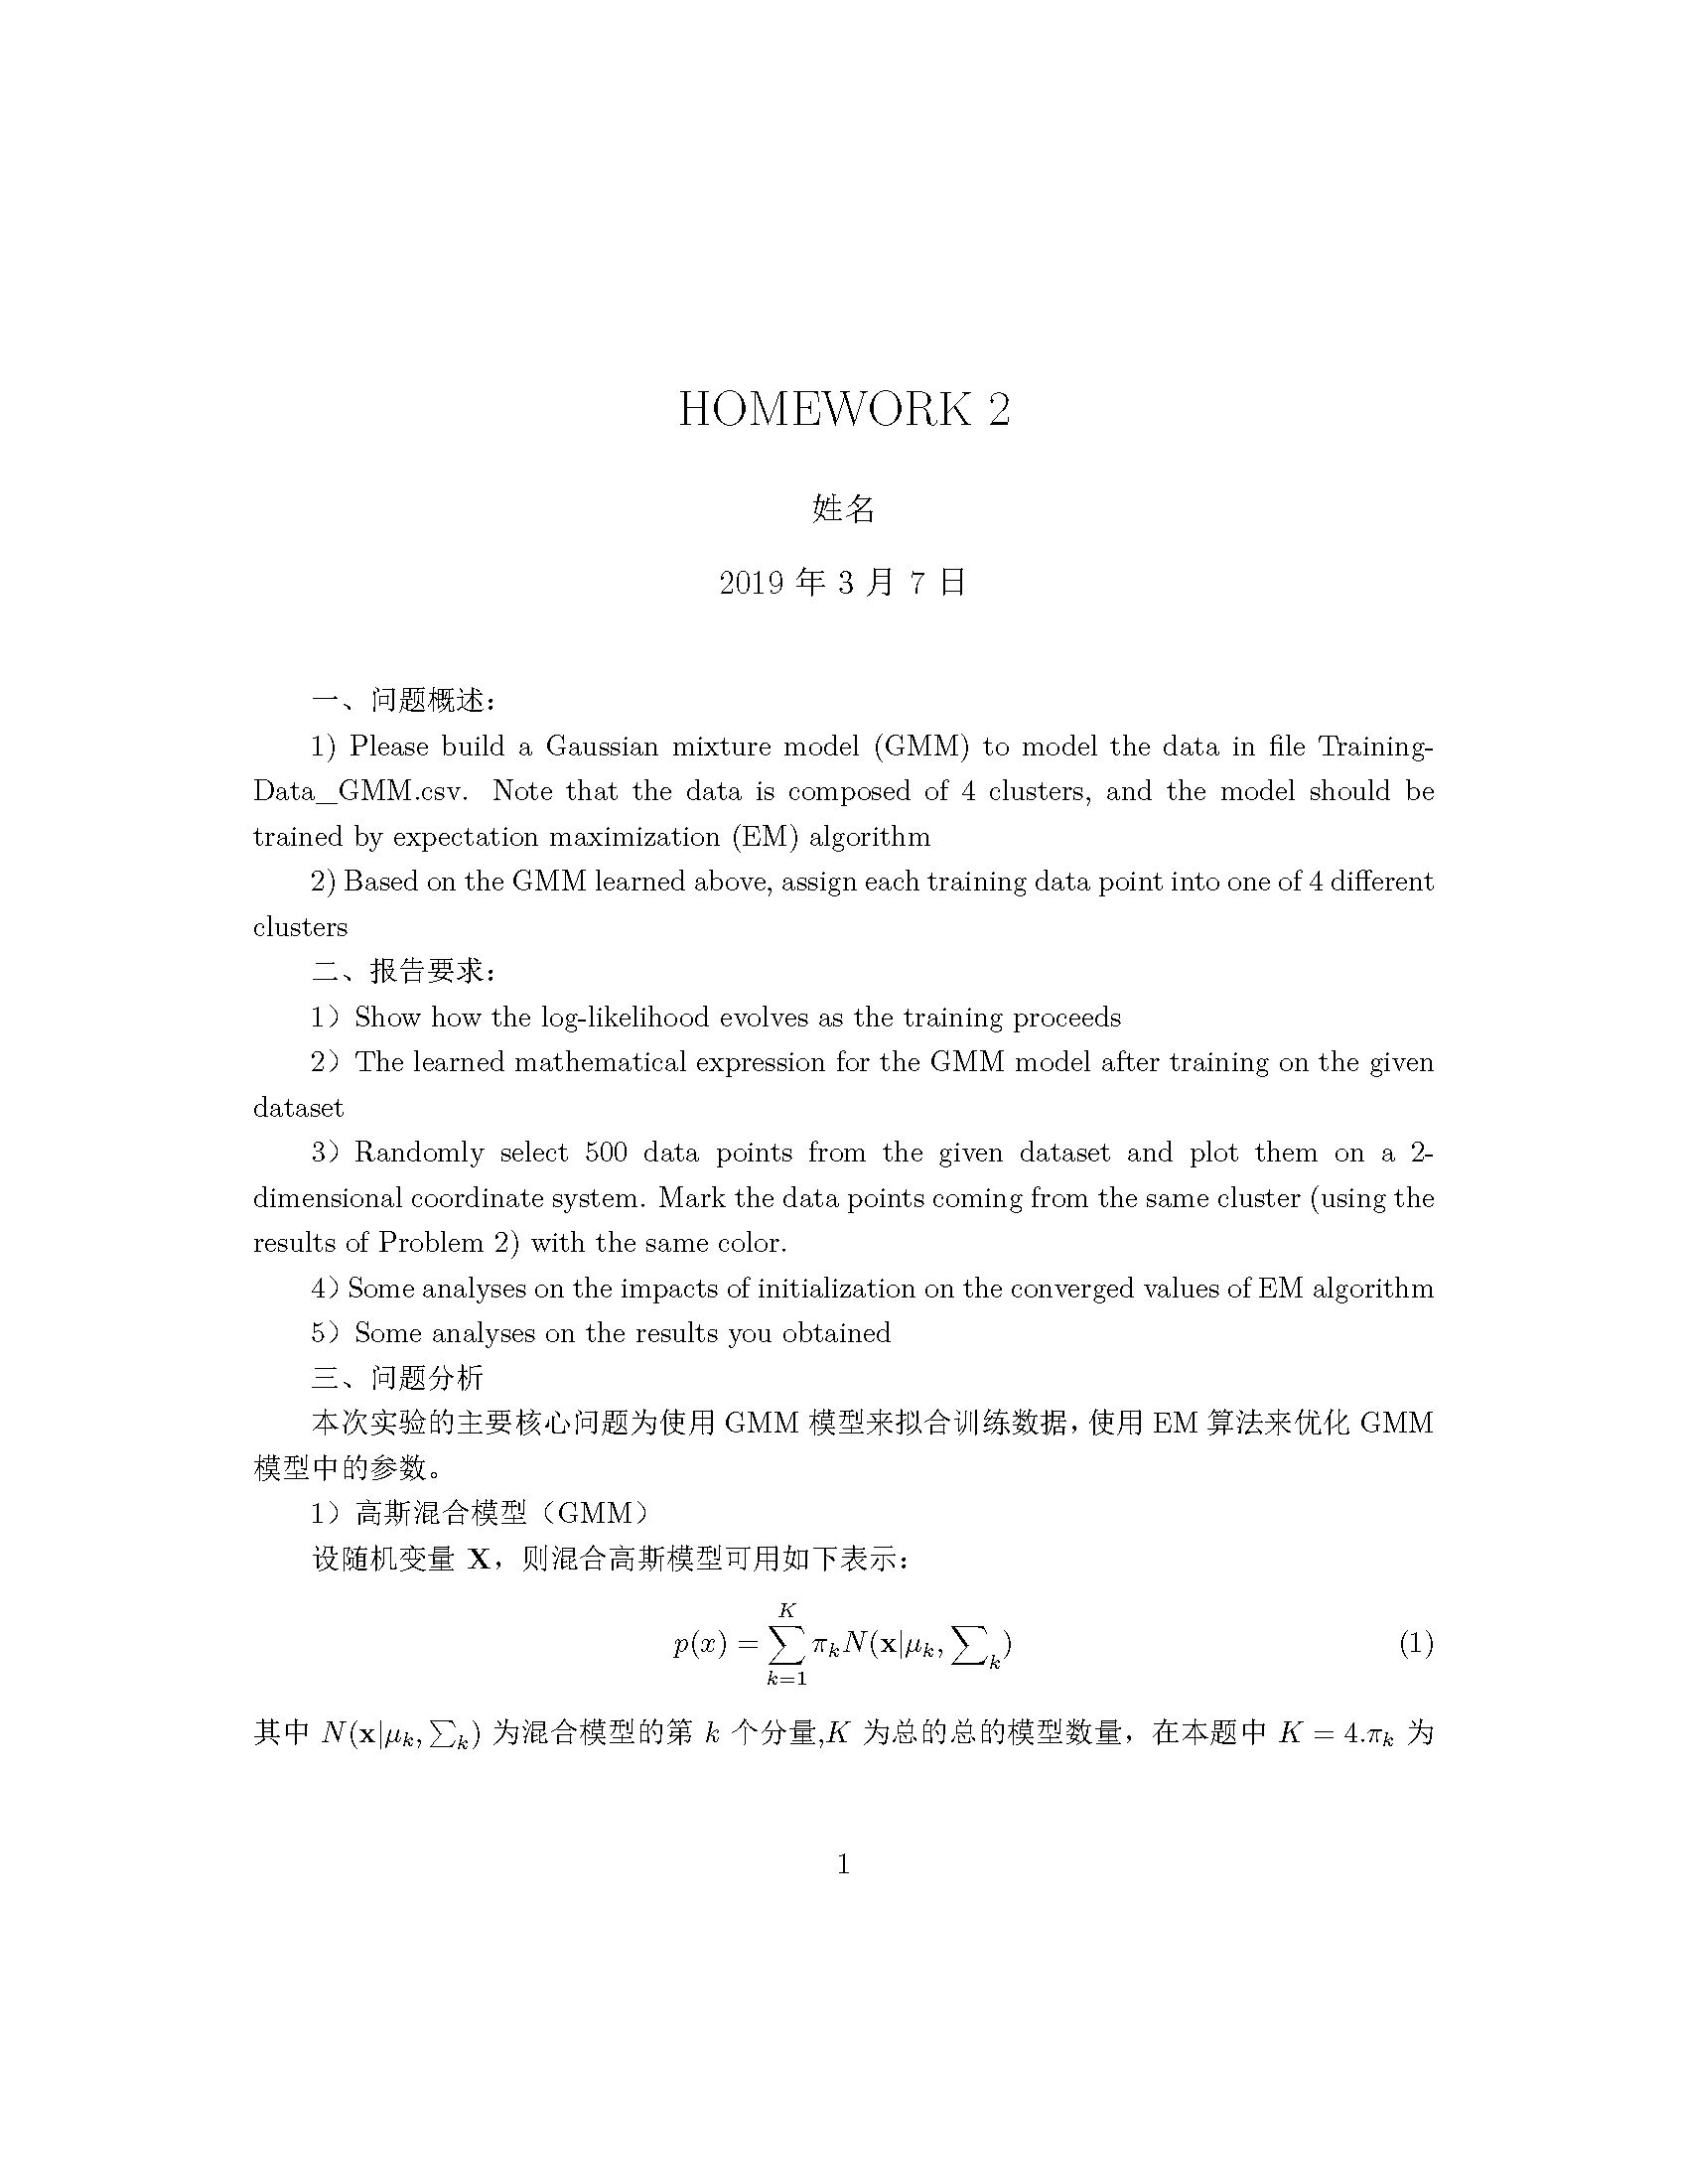 HOMEWORK 2
姓名
2019 年 3 月 7 日
一、问题概述：
1) Please build a Gaussian mixture model (GMM) to model the data in file Training-
Data_GMM.csv. Note that the data is composed of 4 clusters, and the model should be
trained by expectation maximization (EM) algorithm
2) Based on the GMM learned above, assign each training data point into one of 4 different
clusters
二、报告要求：
1）Show how the log-likelihood evolves as the training proceeds
2）The learned mathematical expression for the GMM model after training on the given
dataset
3）Randomly select 500 data points from the given dataset and plot them on a 2-
dimensional coordinate system. Mark the data points coming from the same cluster (using the
results of Problem 2) with the same color.
4）Some analyses on the impacts of initialization on the converged values of EM algorithm
5）Some analyses on the results you obtained
三、问题分析
本次实验的主要核心问题为使用 GMM 模型来拟合训练数据，使用 EM 算法来优化 GMM
模型中的参数。
1）高斯混合模型（GMM）
设随机变量 X，则混合高斯模型可用如下表示：
p(x) = ∑_{k=1}^{K} π_k N(x|μ_k, ∑_k) (1)
其中 N(x|μ_k, ∑_k) 为混合模型的第 k 个分量,K 为总的总的模型数量，在本题中 K = 4.π_k 为
1